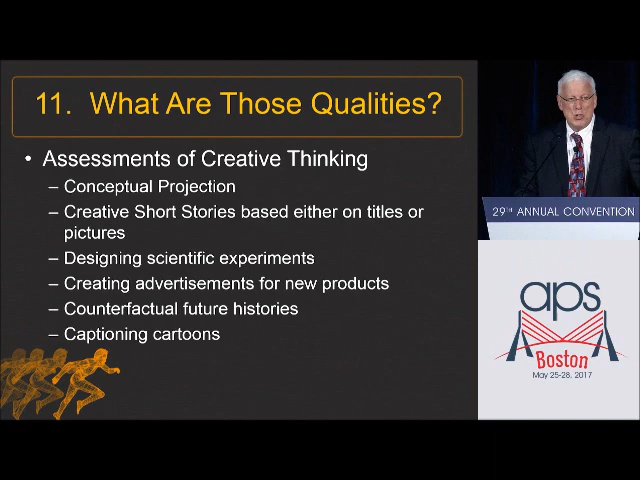 11. What Are Those Qualities?
• Assessments of Creative Thinking
– Conceptual Projection
– Creative Short Stories based either on titles or
pictures
– Designing scientific experiments
– Creating advertisements for new products
– Counterfactual future histories
– Captioning cartoons
29TH ANNUAL CONVENTION
aps
Boston
May 25-28, 2017